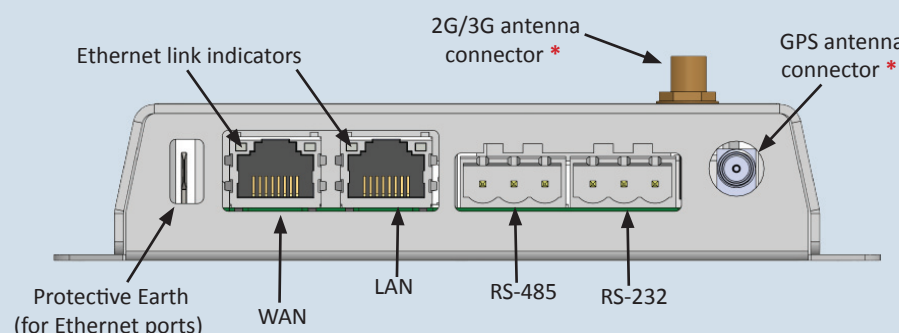 2G/3G antenna
connector *
GPS antenna
connector *
Ethernet link indicators
Protective Earth
(for Ethernet ports)
WAN
LAN
RS-485
RS-232